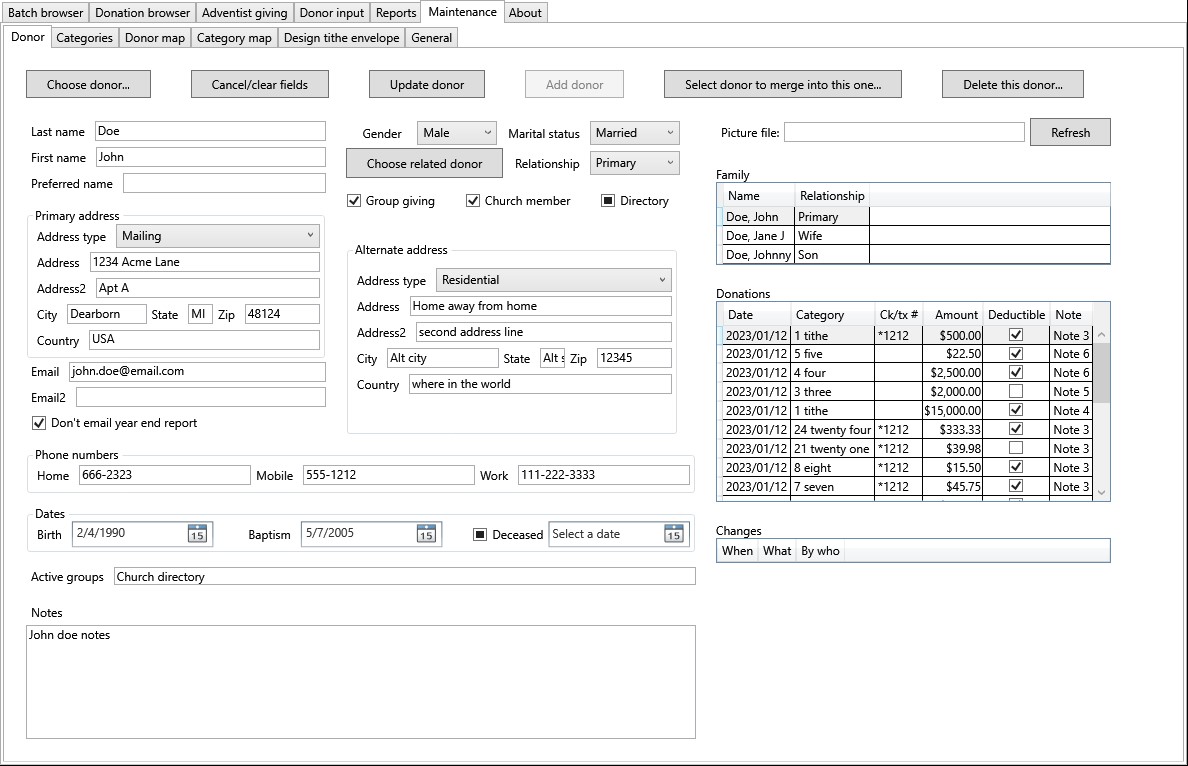 Batch browser Donation browser Adventist giving Donor input Reports Maintenance About
Donor Categories Donor map Category map Design tithe envelope General
Choose donor... Cancel/clear fields Update donor Add donor Select donor to merge into this one... Delete this donor...
Last name Doe
First name John
Preferred name
Gender Male Marital status Married
Choose related donor Relationship Primary
Group giving Church member Directory
Picture file: Refresh
Primary address
Address type Mailing
Address 1234 Acme Lane
Address2 Apt A
City Dearborn State MI Zip 48124
Country USA
Email john.doe@email.com
Email2
Don't email year end report
Alternate address
Address type Residential
Address Home away from home
Address2 second address line
City Alt city State Alt Zip 12345
Country where in the world
Phone numbers
Home 666-2323 Mobile 555-1212 Work 111-222-3333
Dates
Birth 2/4/1990 15 Baptism 5/7/2005 15 Deceased Select a date 15
Active groups Church directory
Notes
John doe notes
Family
Name Relationship
Doe, John Primary
Doe, Jane J Wife
Doe, Johnny Son
Donations
Date Category Ck/tx # Amount Deductible Note
2023/01/12 1 tithe *1212 $500.00 Note 3
2023/01/12 5 five $22.50 Note 6
2023/01/12 4 four $2,500.00 Note 6
2023/01/12 3 three $2,000.00 Note 5
2023/01/12 1 tithe $15,000.00 Note 4
2023/01/12 24 twenty four *1212 $333.33 Note 3
2023/01/12 21 twenty one *1212 $39.98 Note 3
2023/01/12 8 eight *1212 $15.50 Note 3
2023/01/12 7 seven *1212 $45.75 Note 3
Changes
When What By who